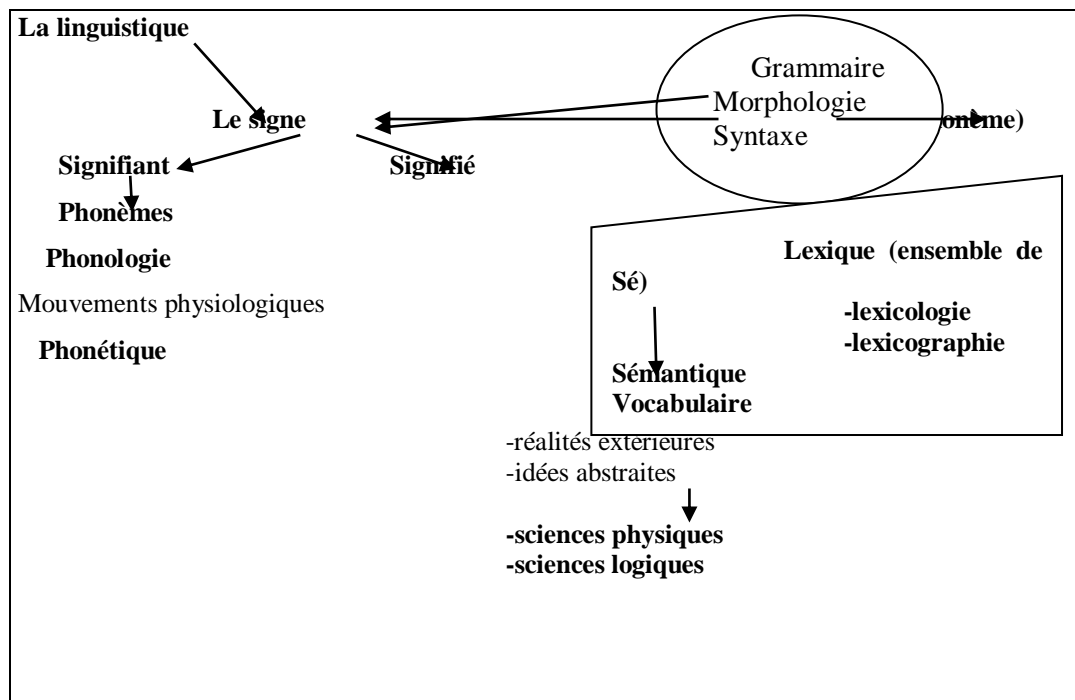 La linguistique
Grammaire
Morphologie
Le signe
Syntaxe
Signifiant Signifié
Phonèmes
Phonologie
Lexique (ensemble de
Sé)
Mouvements physiologiques
-lexicologie
Phonétique
-lexicographie
Sémantique
Vocabulaire
-réalités extérieures
-idées abstraites
-sciences physiques
-sciences logiques